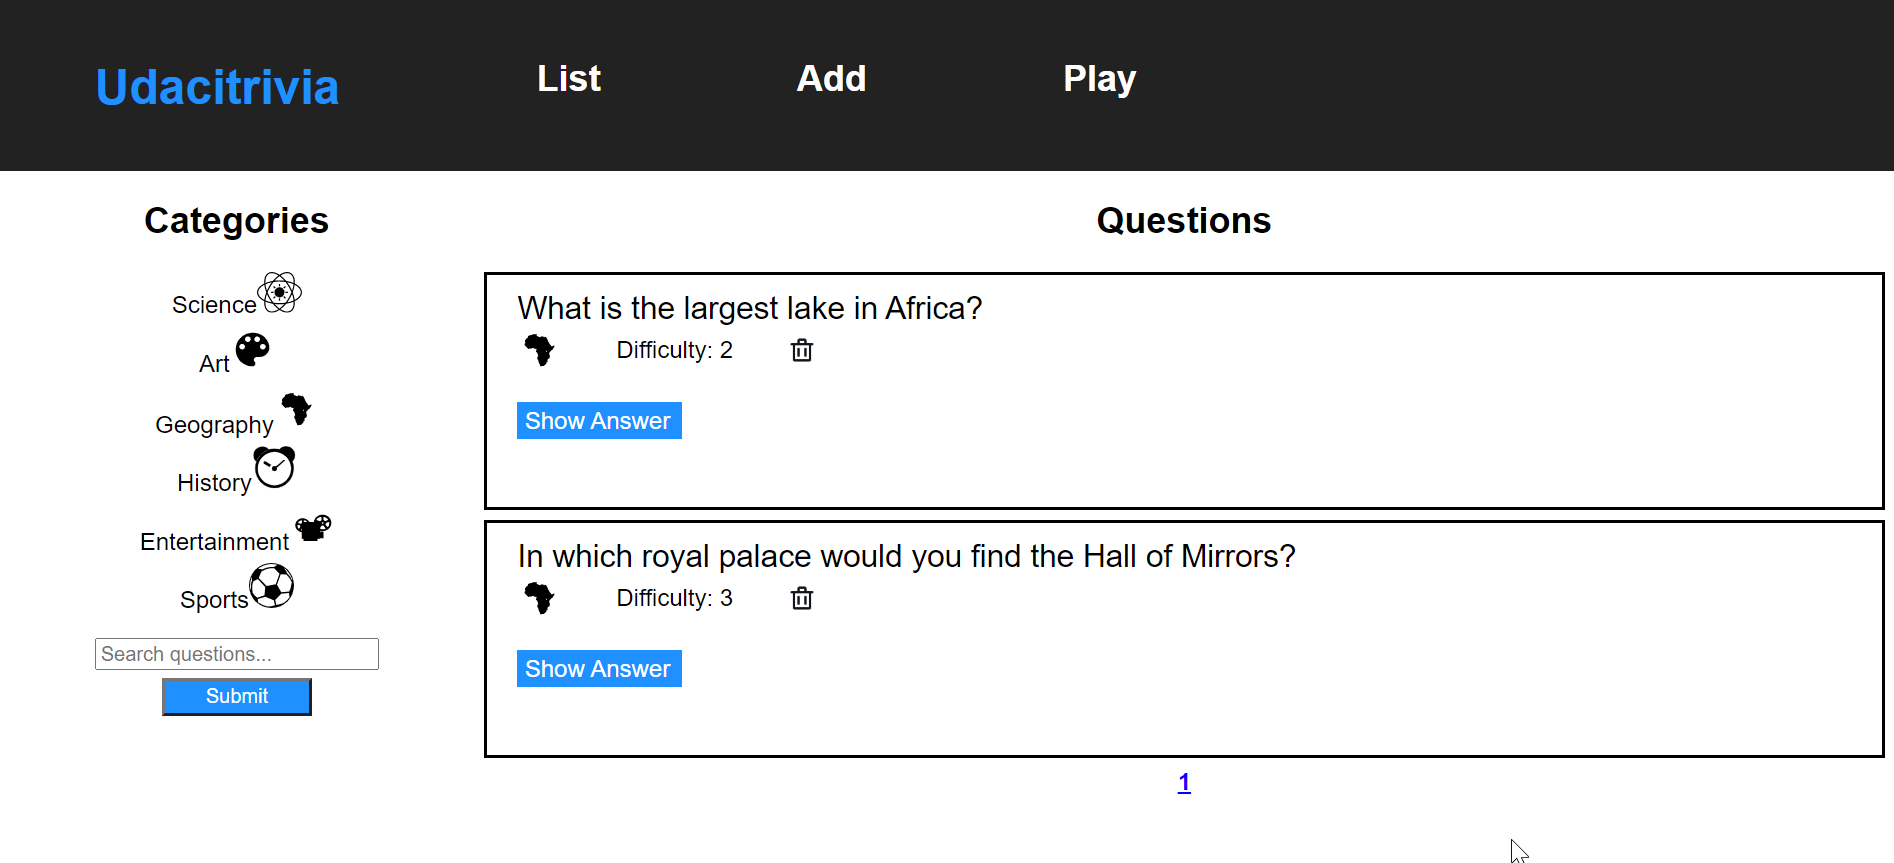 Udacitrivia
List
Add
Play
Categories
Science
Art
Geography
History
Entertainment
Sports
Search questions...
Submit
Questions
What is the largest lake in Africa?
Difficulty: 2
Show Answer
In which royal palace would you find the Hall of Mirrors?
Difficulty: 3
Show Answer
1